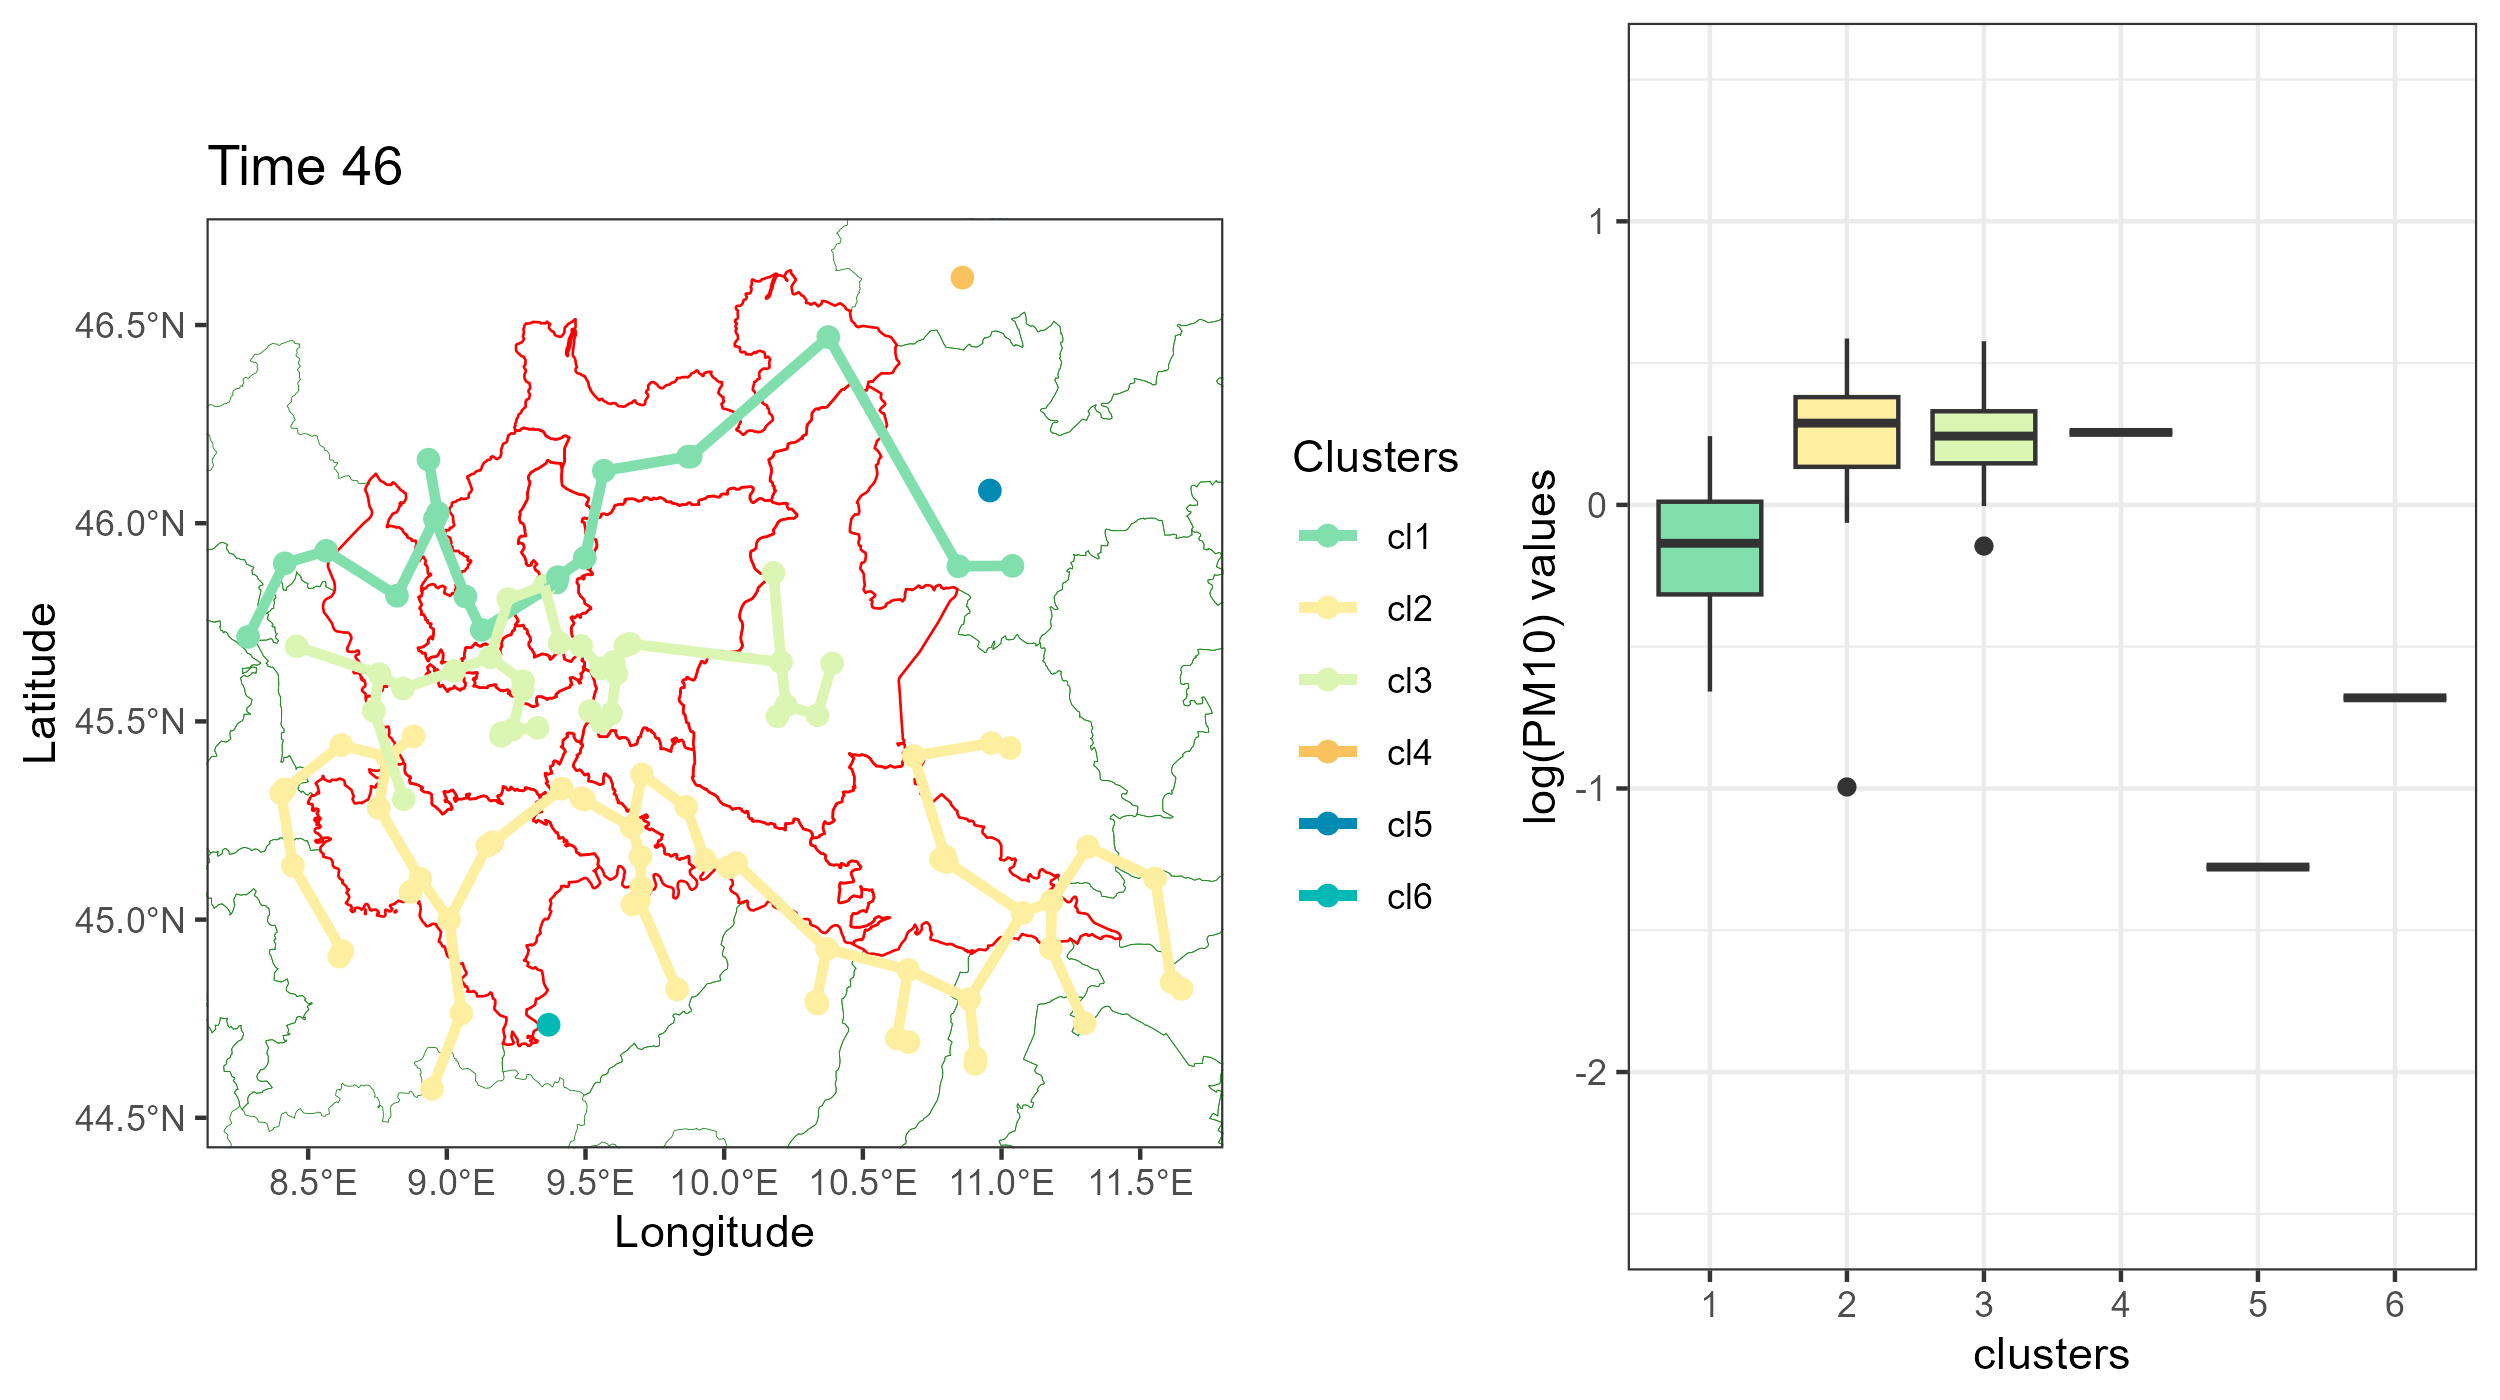 Time 46
46.5°N
46.0°N
45.5°N
45.0°N
44.5°N
Latitude
8.5°E 9.0°E 9.5°E 10.0°E 10.5°E 11.0°E 11.5°E
Longitude
Clusters
cl1
cl2
cl3
cl4
cl5
cl6
1
0
-1
-2
log(PM10) values
1 2 3 4 5 6
clusters